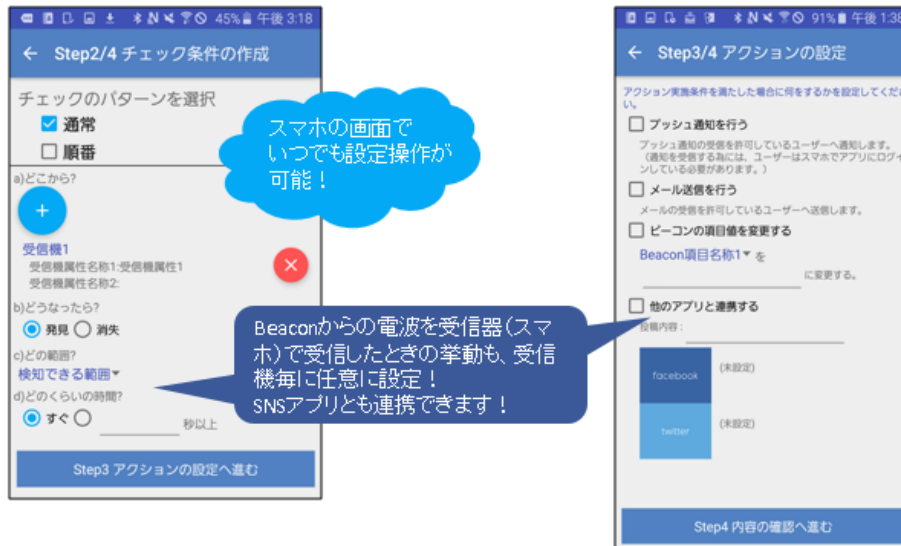 45% 午後 3:18
← Step2/4 チェック条件の作成
チェックのパターンを選択
通常
順番
a)どこから?
+
受信機1
受信機属性名称1:受信機属性1
受信機属性名称2:
b)どうなったら?
発見 消失
c)どの範囲?
検知できる範囲
d)どのくらいの時間?
すぐ
秒以上
Step3 アクションの設定へ進む
スマホの画面で
いつでも設定操作が
可能！
Beaconからの電波を受信器(スマ
ホ)で受信したときの挙動も、受信
機毎に任意に設定！
SNSアプリとも連携できます！
91% 午後 1:38
← Step3/4 アクションの設定
アクション実施条件を満たした場合に何をするかを設定してくださ
い。
プッシュ通知を行う
プッシュ通知の受信を許可しているユーザーへ通知します。
（通知を受信する為には、ユーザーはスマホでアプリにログイ
ンしている必要があります。）
メール送信を行う
メールの受信を許可しているユーザーへ送信します。
ビーコンの項目値を変更する
Beacon項目名称1 を
に変更する。
他のアプリと連携する
投稿内容：
facebook
(未設定)
twitter
(未設定)
Step4 内容の確認へ進む